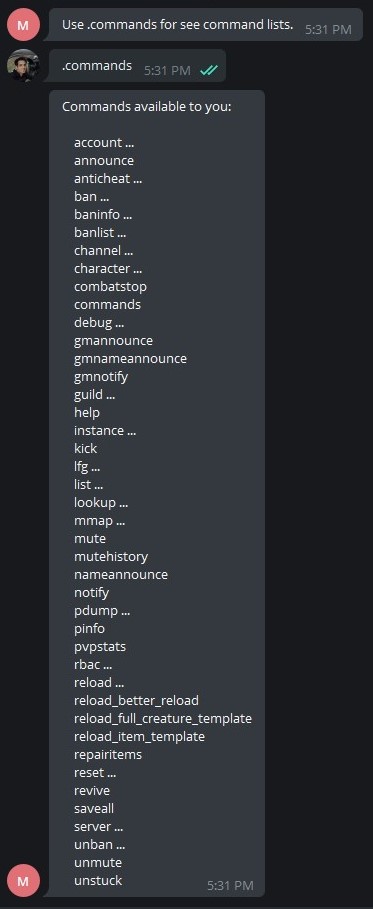 Use .commands for see command lists. 5:31 PM
M
.commands 5:31 PM
Commands available to you:
account ...
announce
anticheat ...
ban ...
baninfo ...
banlist ...
channel ...
character ...
combatstop
commands
debug ...
gmannounce
gmnameannounce
gmnotify
guild ...
help
instance ...
kick
lfg ...
list ...
lookup ...
mmap ...
mute
mutehistory
nameannounce
notify
pdump ...
pinfo
pvpstats
rbac ...
reload ...
reload_better_reload
reload_full_creature_template
reload_item_template
repairitems
reset ...
revive
saveall
server ...
unban ...
unmute
unstuck 5:31 PM
M